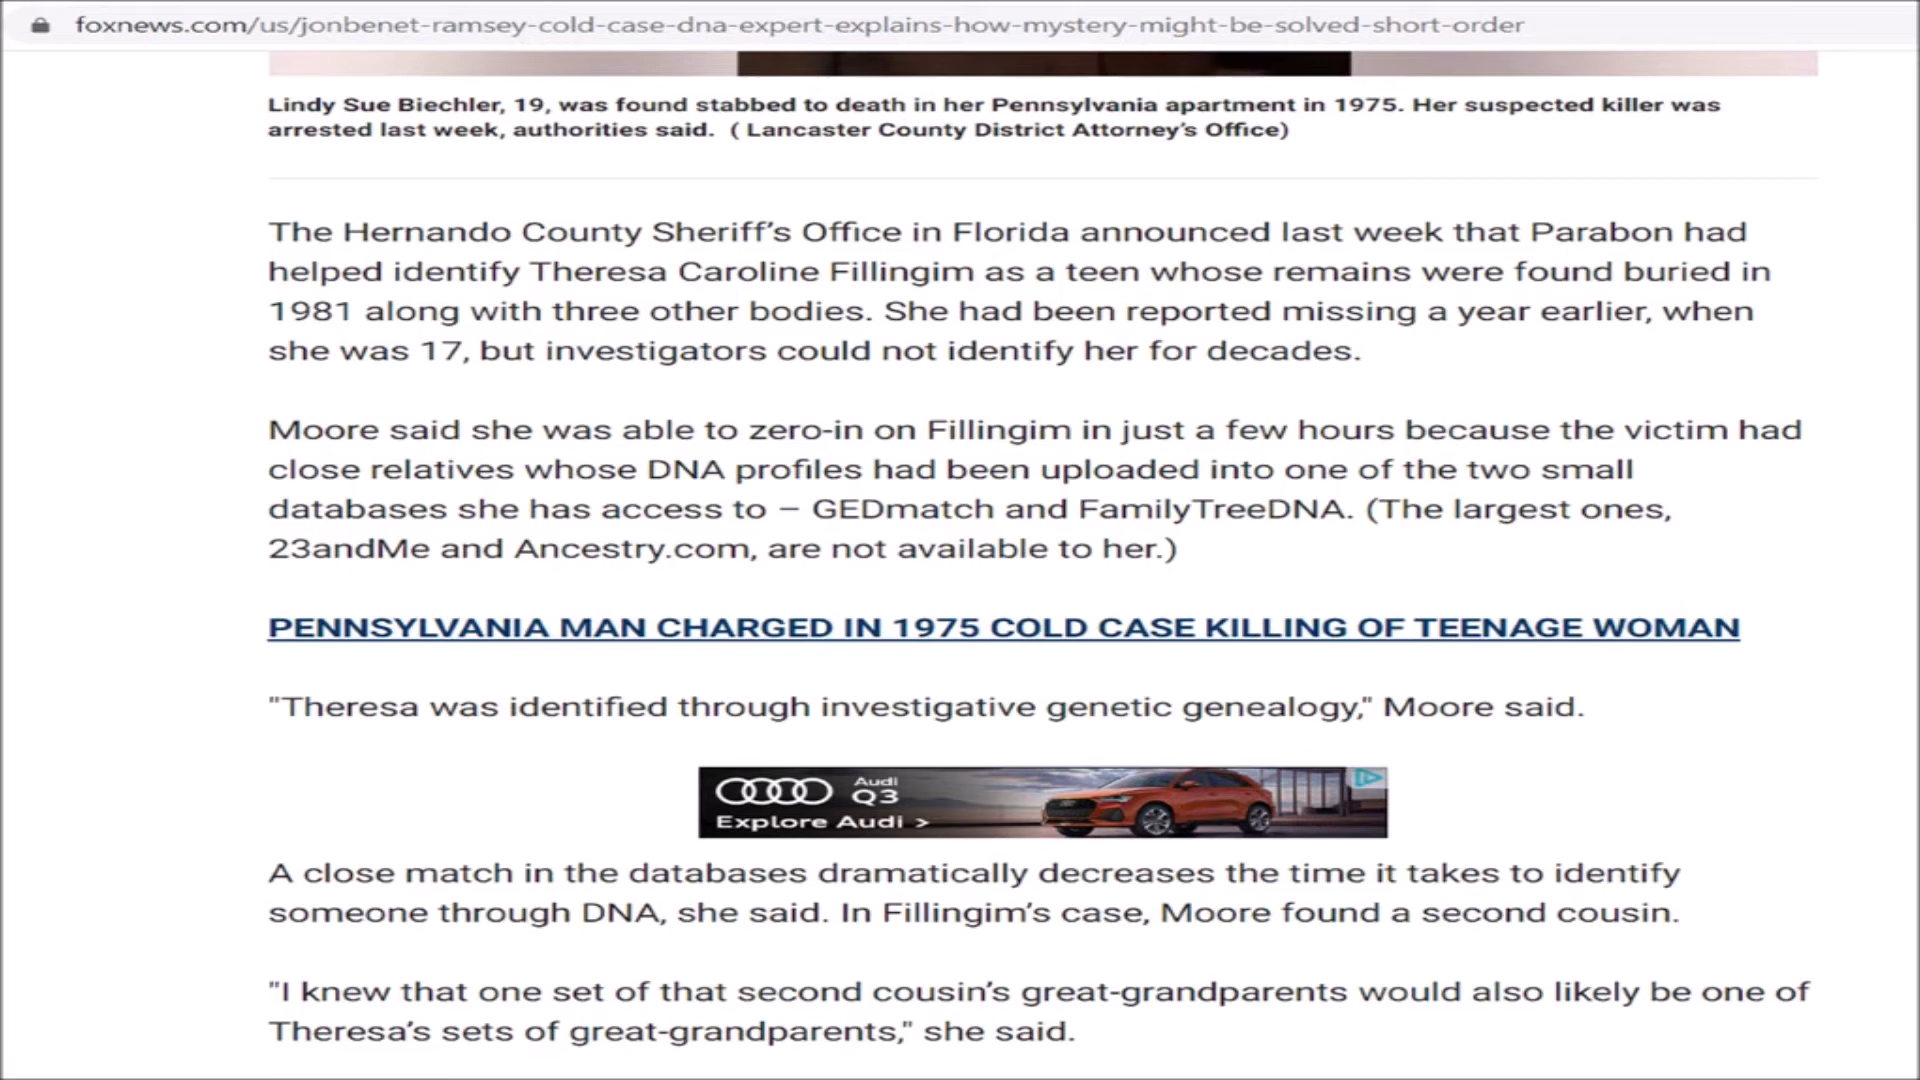 foxnews.com/us/jonbenet-ramsey-cold-case-dna-expert-explains-how-mystery-might-be-solved-short-order
Lindy Sue Biechler, 19, was found stabbed to death in her Pennsylvania apartment in 1975. Her suspected killer was
arrested last week, authorities said.  ( Lancaster County District Attorney's Office)
The Hernando County Sheriff's Office in Florida announced last week that Parabon had
helped identify Theresa Caroline Fillingim as a teen whose remains were found buried in
1981 along with three other bodies. She had been reported missing a year earlier, when
she was 17, but investigators could not identify her for decades.
Moore said she was able to zero-in on Fillingim in just a few hours because the victim had
close relatives whose DNA profiles had been uploaded into one of the two small
databases she has access to – GEDmatch and FamilyTreeDNA. (The largest ones,
23andMe and Ancestry.com, are not available to her.)
PENNSYLVANIA MAN CHARGED IN 1975 COLD CASE KILLING OF TEENAGE WOMAN
"Theresa was identified through investigative genetic genealogy," Moore said.
Audi
Q3
Explore Audi >
A close match in the databases dramatically decreases the time it takes to identify
someone through DNA, she said. In Fillingim's case, Moore found a second cousin.
"I knew that one set of that second cousin's great-grandparents would also likely be one of
Theresa's sets of great-grandparents," she said.